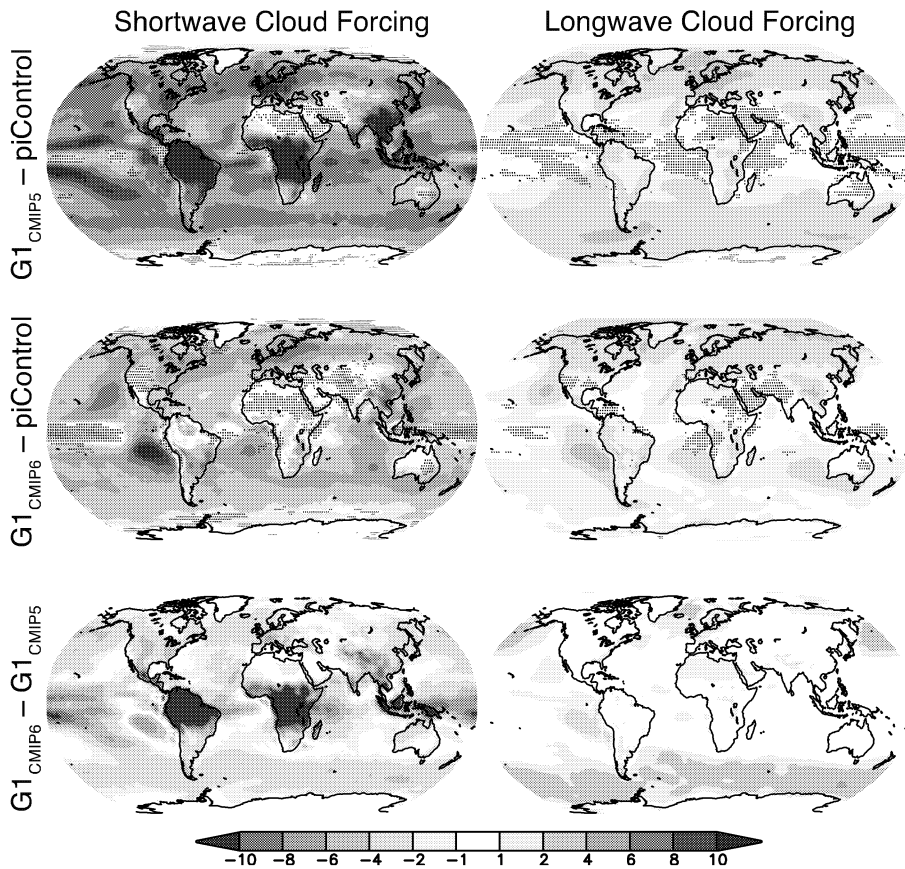 Shortwave Cloud Forcing
Longwave Cloud Forcing
G1CMIP5 – piControl
G1CMIP6 – piControl
G1CMIP6 – G1CMIP5
−10 −8 −6 −4 −2 −1 1 2 4 6 8 10